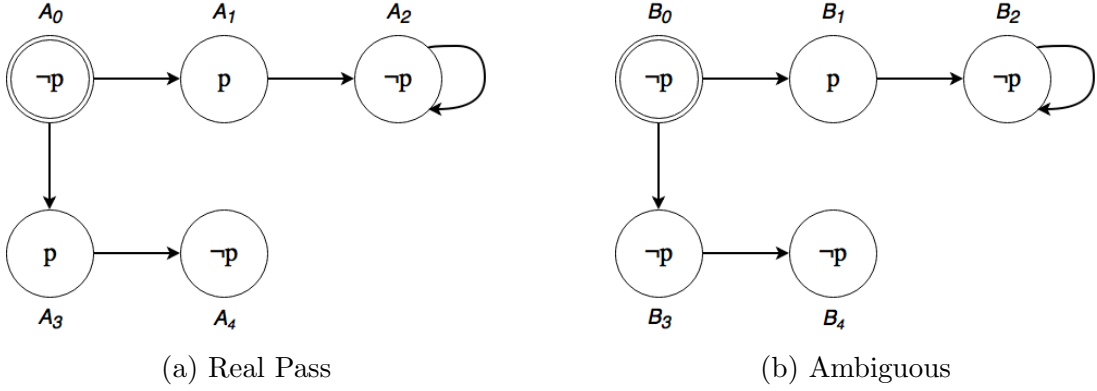 A₀ A₁ A₂ B₀ B₁ B₂
¬p p ¬p ¬p p ¬p
p ¬p ¬p ¬p
A₃ A₄ B₃ B₄
(a) Real Pass (b) Ambiguous